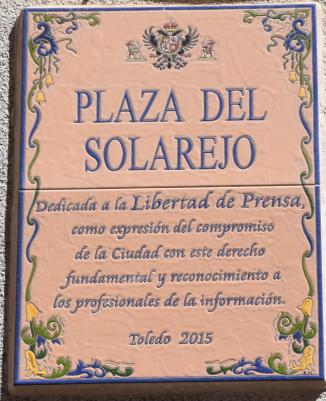 PLAZA DEL
SOLAREJO
Dedicada a la Libertad de Prensa,
como expresión del compromiso
de la Ciudad con este derecho
fundamental y reconocimiento a
los profesionales de la información.
Toledo 2015